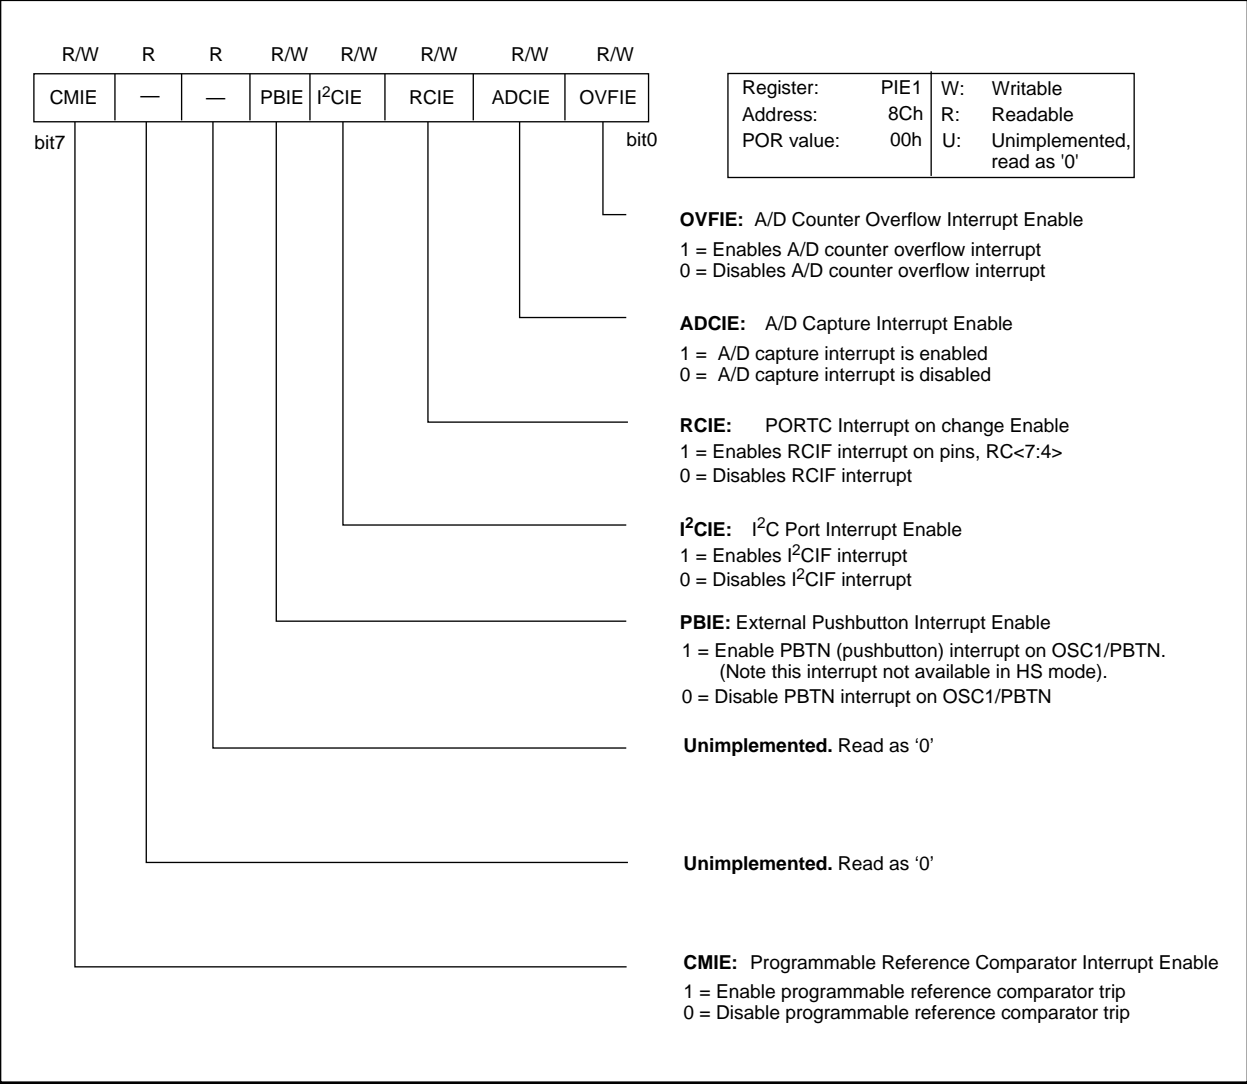 R/W R R R/W R/W R/W R/W R/W
CMIE — — PBIE I²CIE RCIE ADCIE OVFIE
bit7 bit0
Register: PIE1 W: Writable
Address: 8Ch R: Readable
POR value: 00h U: Unimplemented,
read as '0'
OVFIE: A/D Counter Overflow Interrupt Enable
1 = Enables A/D counter overflow interrupt
0 = Disables A/D counter overflow interrupt
ADCIE: A/D Capture Interrupt Enable
1 = A/D capture interrupt is enabled
0 = A/D capture interrupt is disabled
RCIE: PORTC Interrupt on change Enable
1 = Enables RCIF interrupt on pins, RC<7:4>
0 = Disables RCIF interrupt
I²CIE: I²C Port Interrupt Enable
1 = Enables I²CIF interrupt
0 = Disables I²CIF interrupt
PBIE: External Pushbutton Interrupt Enable
1 = Enable PBTN (pushbutton) interrupt on OSC1/PBTN.
(Note this interrupt not available in HS mode).
0 = Disable PBTN interrupt on OSC1/PBTN
Unimplemented. Read as ‘0’
Unimplemented. Read as ‘0’
CMIE: Programmable Reference Comparator Interrupt Enable
1 = Enable programmable reference comparator trip
0 = Disable programmable reference comparator trip